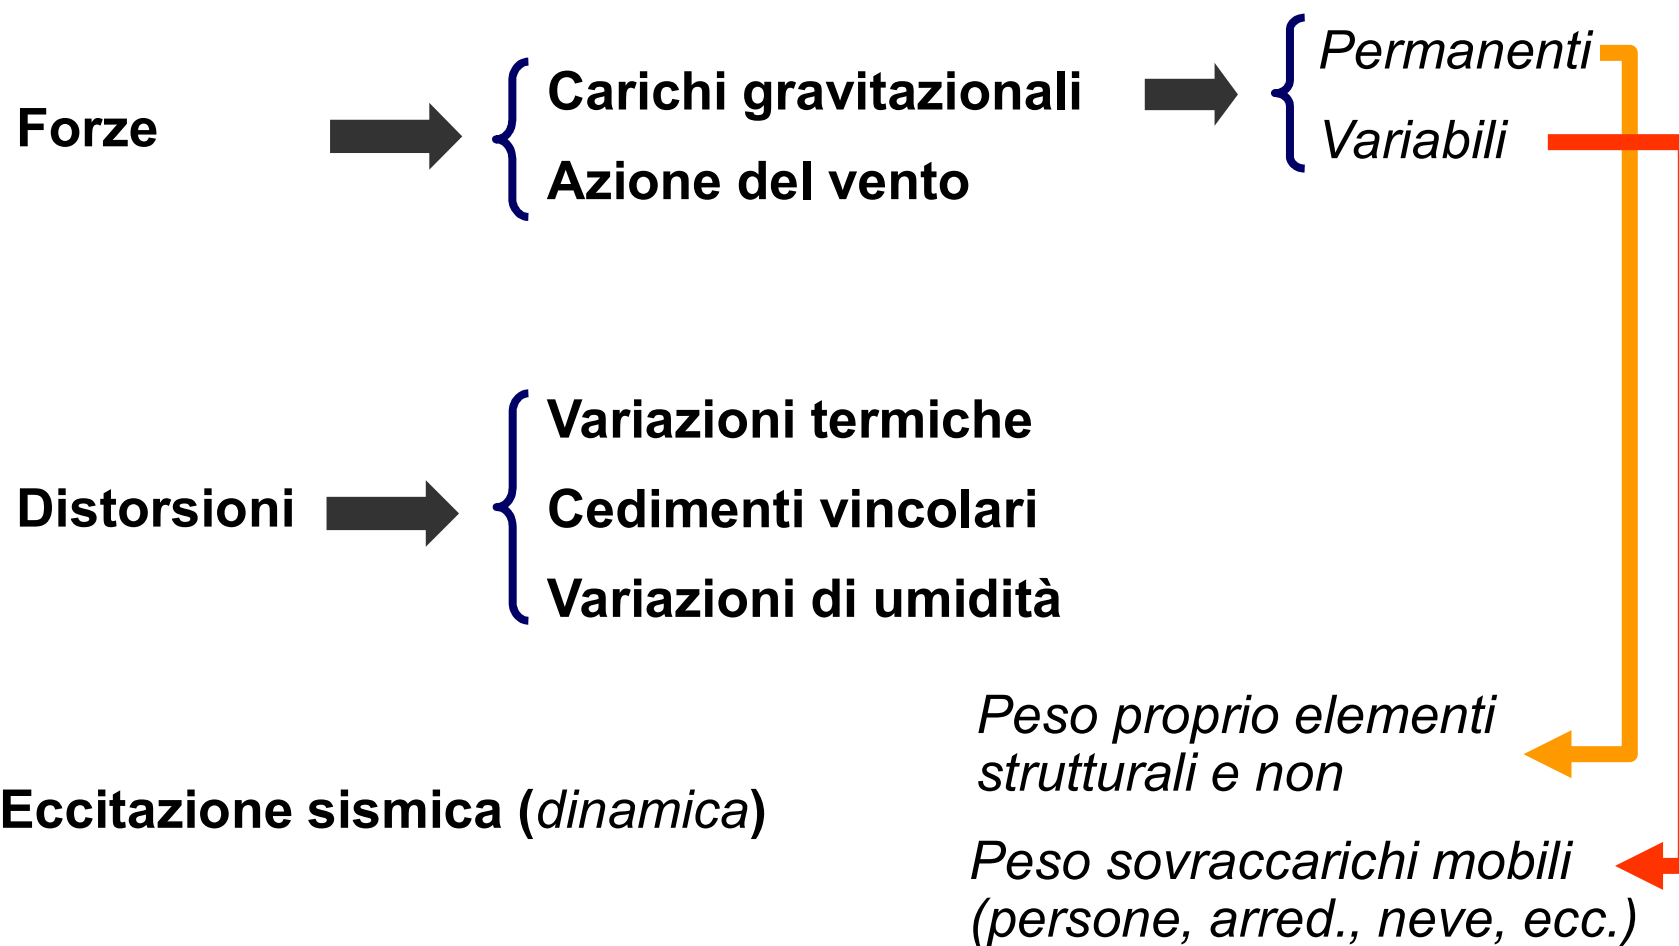 Forze
Carichi gravitazionali
Azione del vento
Permanenti
Variabili
Distorsioni
Variazioni termiche
Cedimenti vincolari
Variazioni di umidità
Eccitazione sismica (dinamica)
Peso proprio elementi
strutturali e non
Peso sovraccarichi mobili
(persone, arred., neve, ecc.)